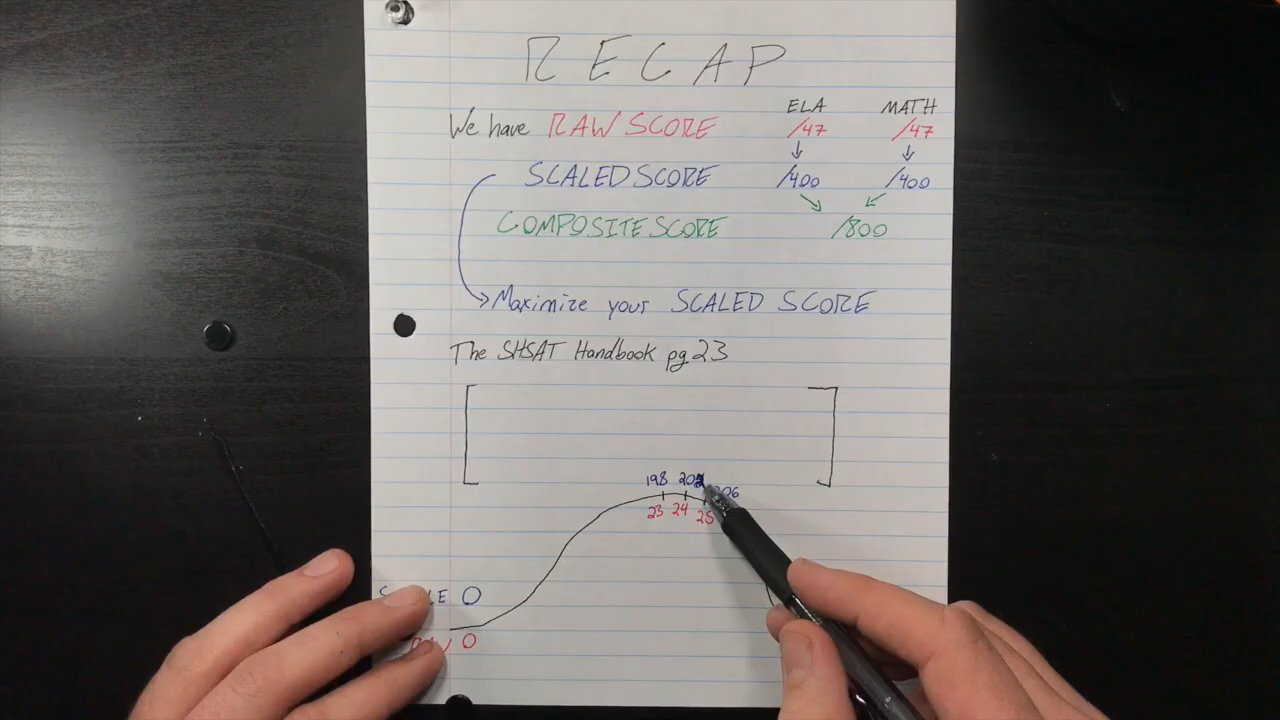 RECAP
ELA MATH
We have RAW SCORE /47 /47
SCALED SCORE /400 /400
COMPOSITE SCORE /800
Maximize your SCALED SCORE
The SHSAT Handbook pg 23
198
23 24 25
0
0